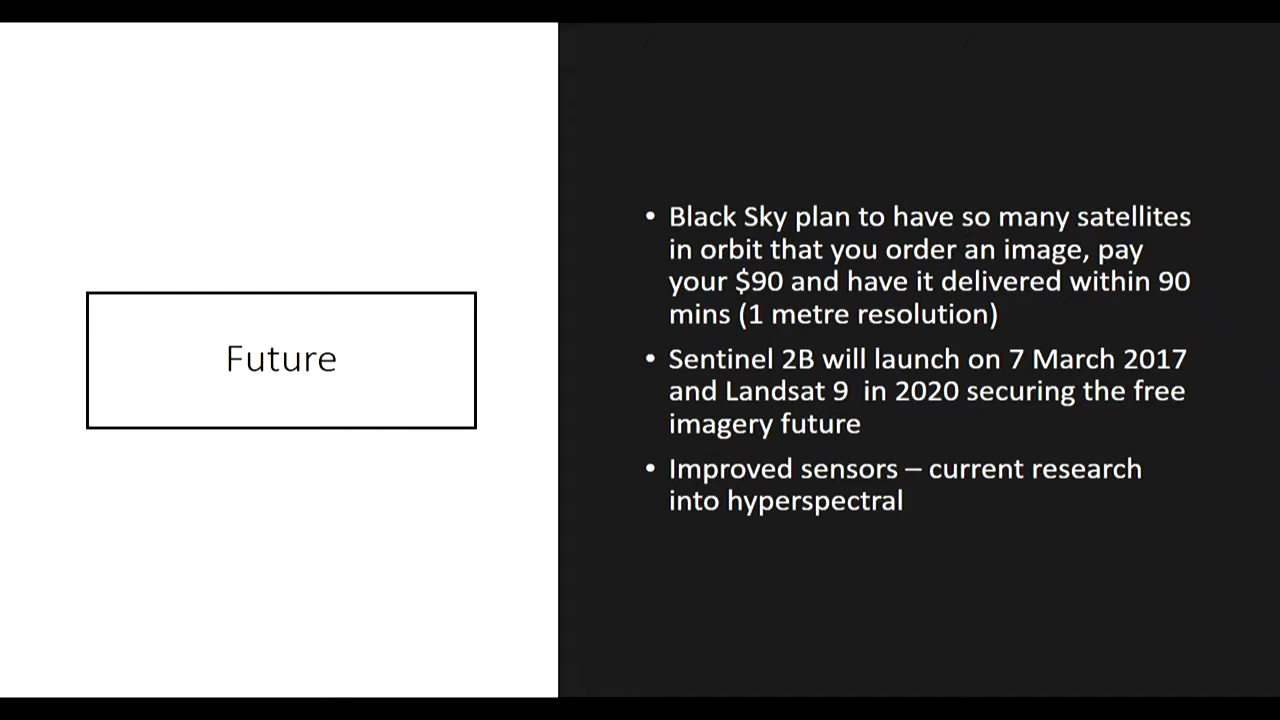 Future
• Black Sky plan to have so many satellites
in orbit that you order an image, pay
your $90 and have it delivered within 90
mins (1 metre resolution)
• Sentinel 2B will launch on 7 March 2017
and Landsat 9  in 2020 securing the free
imagery future
• Improved sensors – current research
into hyperspectral